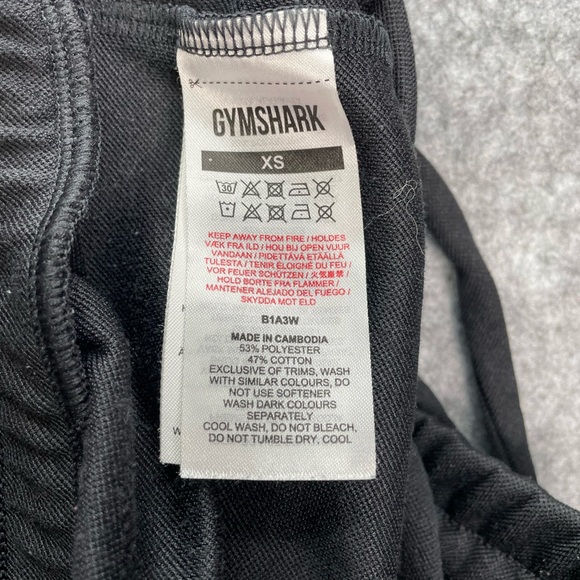 GYMSHARK
XS
30
KEEP AWAY FROM FIRE / HOLDES
VÆK FRA ILD / HOU BIJ OPEN VUUR
VANDAAN / PIDETTÄVÄ ETÄÄLLÄ
TULESTA / TENIR ÉLOIGNÉ DU FEU /
VOR FEUER SCHÜTZEN / 火気厳禁 /
HOLD BORTE FRA FLAMMER /
MANTENER ALEJADO DEL FUEGO /
SKYDDA MOT ELD
B1A3W
MADE IN CAMBODIA
53% POLYESTER
47% COTTON
EXCLUSIVE OF TRIMS, WASH
WITH SIMILAR COLOURS, DO
NOT USE SOFTENER
WASH DARK COLOURS
SEPARATELY
COOL WASH, DO NOT BLEACH,
DO NOT TUMBLE DRY, COOL